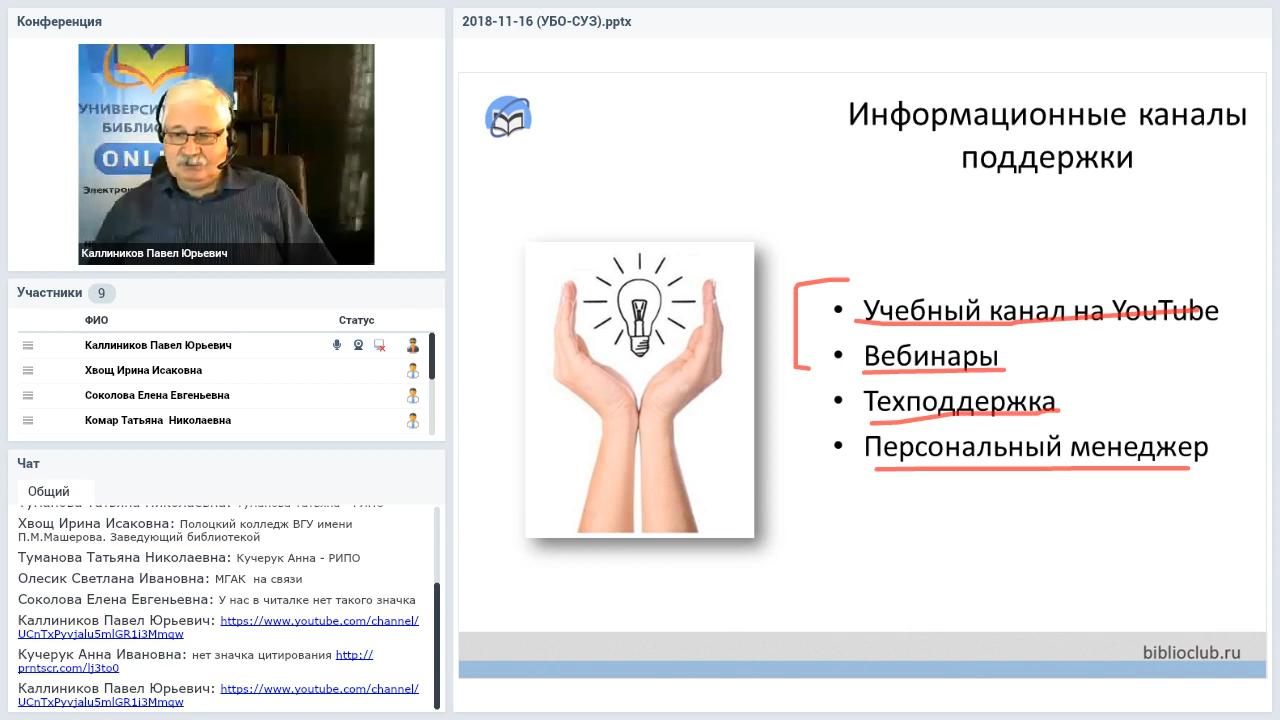 Конференция
УНИВЕРСИ
БИБЛИО
ONL
Электрон
Каллиников Павел Юрьевич
Участники 9
ФИО Статус
Каллиников Павел Юрьевич
Хвощ Ирина Исаковна
Соколова Елена Евгеньевна
Комар Татьяна Николаевна
Чат
Общий
Хвощ Ирина Исаковна: Полоцкий колледж ВГУ имени
П.М.Машерова. Заведующий библиотекой
Туманова Татьяна Николаевна: Кучерук Анна - РИПО
Олесик Светлана Ивановна: МГАК на связи
Соколова Елена Евгеньевна: У нас в читалке нет такого значка
Каллиников Павел Юрьевич: https://www.youtube.com/channel/
UCnTxPyvjalu5mlGR1i3Mmqw
Кучерук Анна Ивановна: нет значка цитирования http://
prntscr.com/lj3to0
Каллиников Павел Юрьевич: https://www.youtube.com/channel/
UCnTxPyvjalu5mlGR1i3Mmqw
2018-11-16 (УБО-СУЗ).pptx
Информационные каналы
поддержки
• Учебный канал на YouTube
• Вебинары
• Техподдержка
• Персональный менеджер
biblioclub.ru